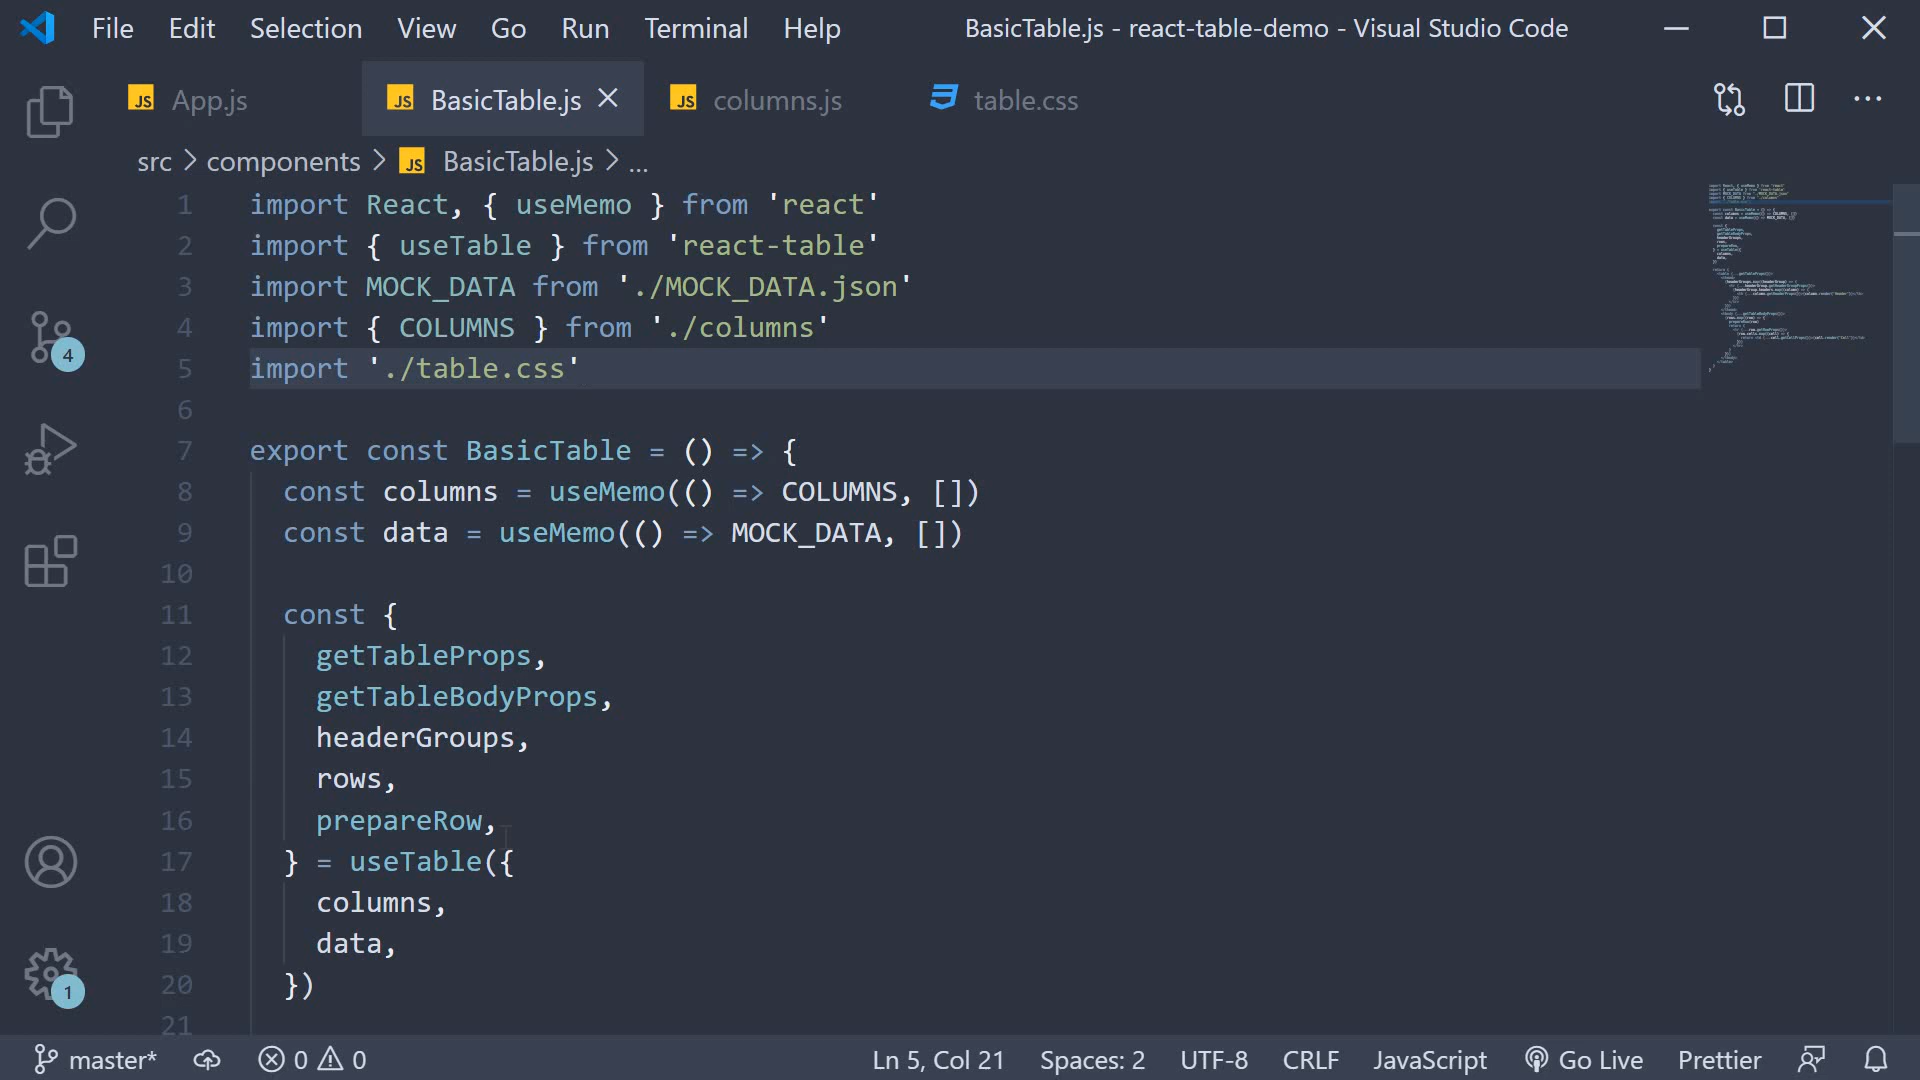 File Edit Selection View Go Run Terminal Help BasicTable.js - react-table-demo - Visual Studio Code
JS App.js JS BasicTable.js JS columns.js table.css
src > components > JS BasicTable.js > ...
1 import React, { useMemo } from 'react'
2 import { useTable } from 'react-table'
3 import MOCK_DATA from './MOCK_DATA.json'
4 import { COLUMNS } from './columns'
5 import './table.css'
6
7 export const BasicTable = () => {
8 const columns = useMemo(() => COLUMNS, [])
9 const data = useMemo(() => MOCK_DATA, [])
10
11 const {
12 getTableProps,
13 getTableBodyProps,
14 headerGroups,
15 rows,
16 prepareRow,
17 } = useTable({
18 columns,
19 data,
20 })
21
4
1
master* 0 0 Ln 5, Col 21 Spaces: 2 UTF-8 CRLF JavaScript Go Live Prettier